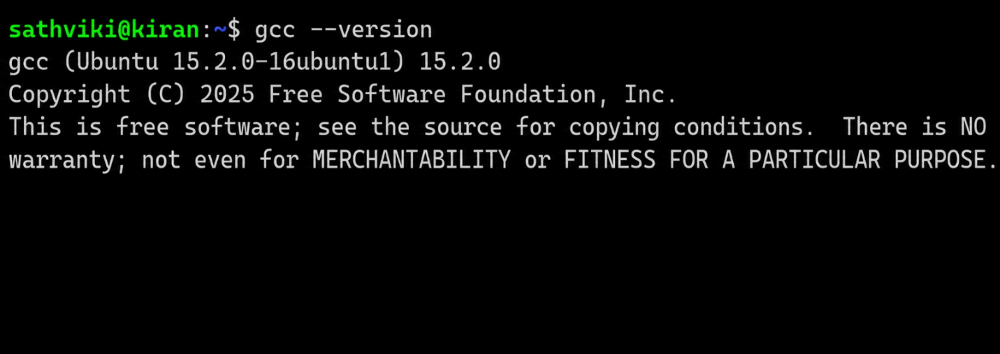 sathviki@kiran:~$ gcc --version
gcc (Ubuntu 15.2.0-16ubuntu1) 15.2.0
Copyright (C) 2025 Free Software Foundation, Inc.
This is free software; see the source for copying conditions.  There is NO
warranty; not even for MERCHANTABILITY or FITNESS FOR A PARTICULAR PURPOSE.